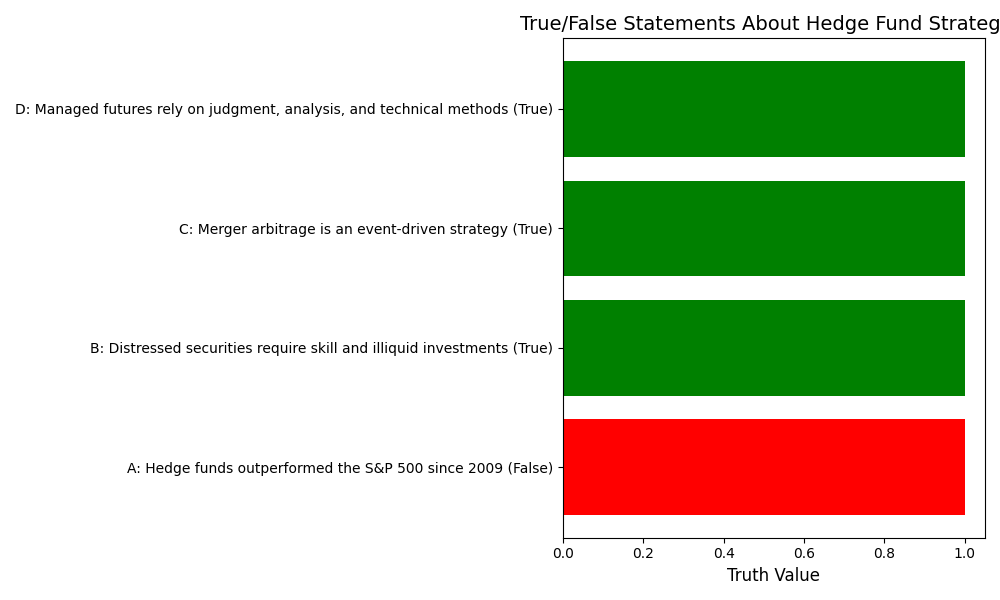 True/False Statements About Hedge Fund Strateg
D: Managed futures rely on judgment, analysis, and technical methods (True)
C: Merger arbitrage is an event-driven strategy (True)
B: Distressed securities require skill and illiquid investments (True)
A: Hedge funds outperformed the S&P 500 since 2009 (False)
0.0 0.2 0.4 0.6 0.8 1.0
Truth Value